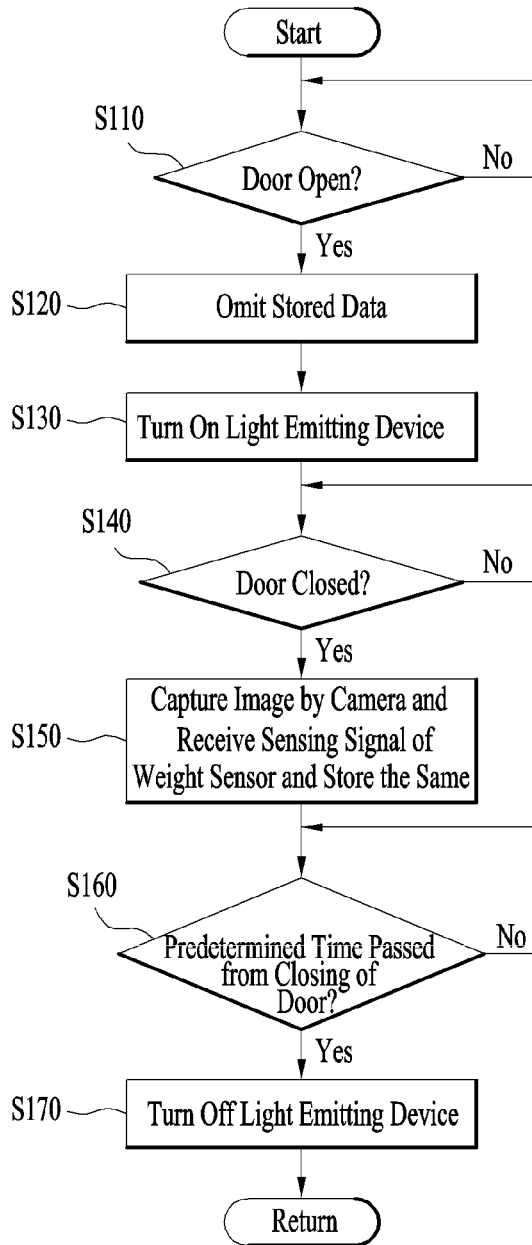 Start
S110
Door Open?
No
Yes
S120
Omit Stored Data
S130
Turn On Light Emitting Device
S140
Door Closed?
No
Yes
S150
Capture Image by Camera and
Receive Sensing Signal of
Weight Sensor and Store the Same
S160
Predetermined Time Passed
from Closing of
Door?
No
Yes
S170
Turn Off Light Emitting Device
Return